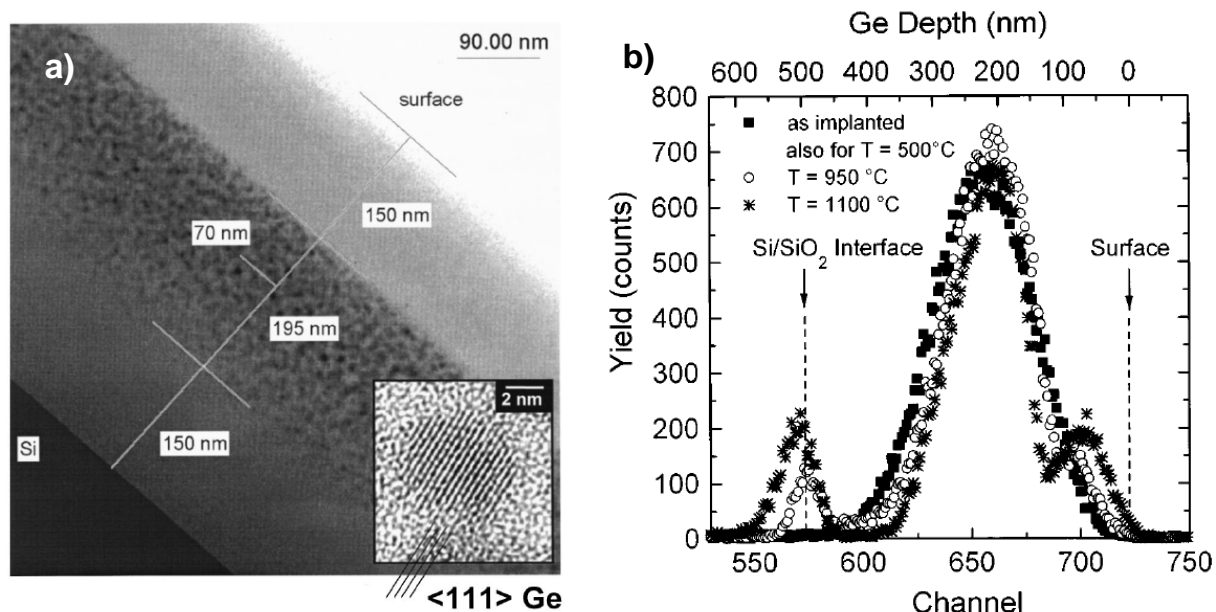 a)
90.00 nm
surface
150 nm
70 nm
195 nm
150 nm
Si
2 nm
<111> Ge
b)
Ge Depth (nm)
600 500 400 300 200 100 0
800
700
600
500
400
300
200
100
0
Yield (counts)
as implanted
also for T = 500°C
T = 950 °C
T = 1100 °C
Si/SiO₂ Interface
Surface
550 600 650 700 750
Channel